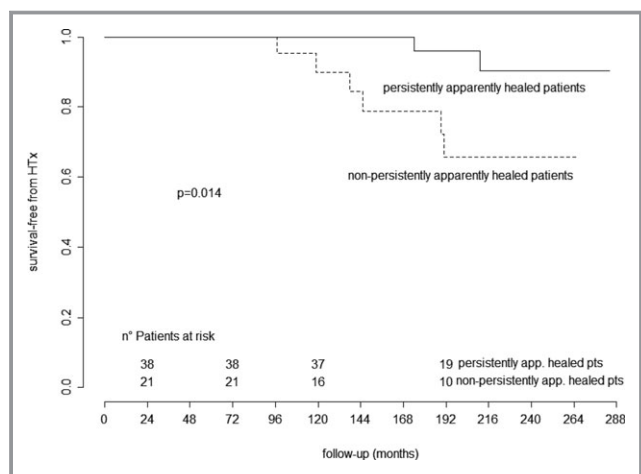 1.0
0.8
0.6
0.4
0.2
0.0
survival-free from HTx
persistently apparently healed patients
non-persistently apparently healed patients
p=0.014
n° Patients at risk
38 38 37 19 persistently app. healed pts
21 21 16 10 non-persistently app. healed pts
0 24 48 72 96 120 144 168 192 216 240 264 288
follow-up (months)